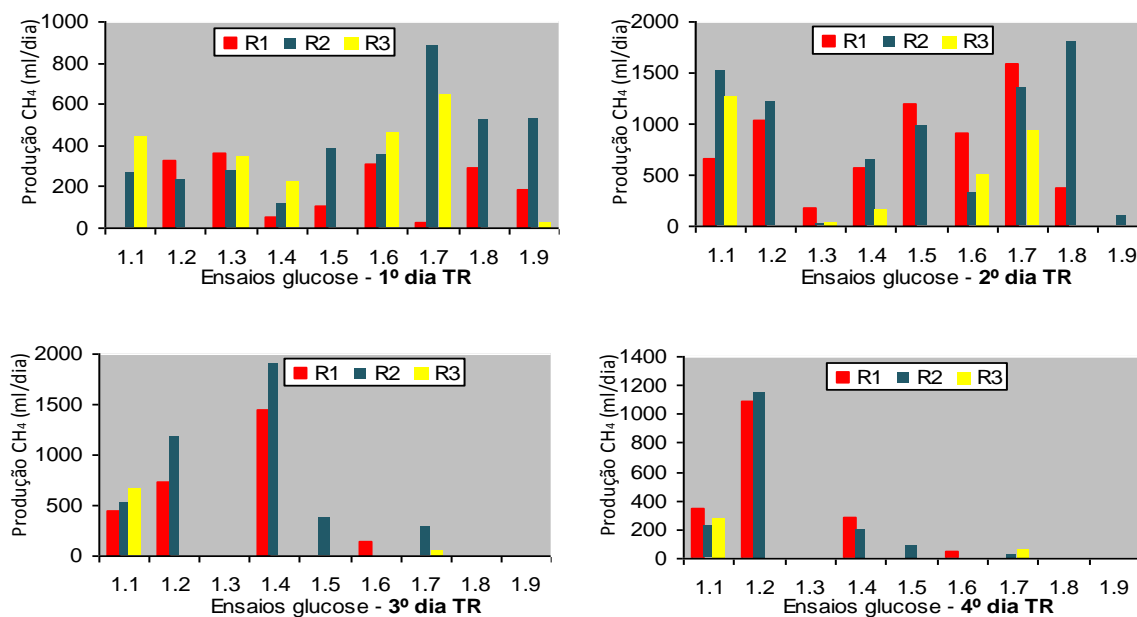 Produção CH₄ (ml/dia)
1000
800
600
400
200
0
R1 R2 R3
1.1 1.2 1.3 1.4 1.5 1.6 1.7 1.8 1.9
Ensaios glucose - 1º dia TR
Produção CH₄ (ml/dia)
2000
1500
1000
500
0
R1 R2 R3
1.1 1.2 1.3 1.4 1.5 1.6 1.7 1.8 1.9
Ensaios glucose - 2º dia TR
Produção CH₄ (ml/dia)
2000
1500
1000
500
0
R1 R2 R3
1.1 1.2 1.3 1.4 1.5 1.6 1.7 1.8 1.9
Ensaios glucose - 3º dia TR
Produção CH₄ (ml/dia)
1400
1200
1000
800
600
400
200
0
R1 R2 R3
1.1 1.2 1.3 1.4 1.5 1.6 1.7 1.8 1.9
Ensaios glucose - 4º dia TR